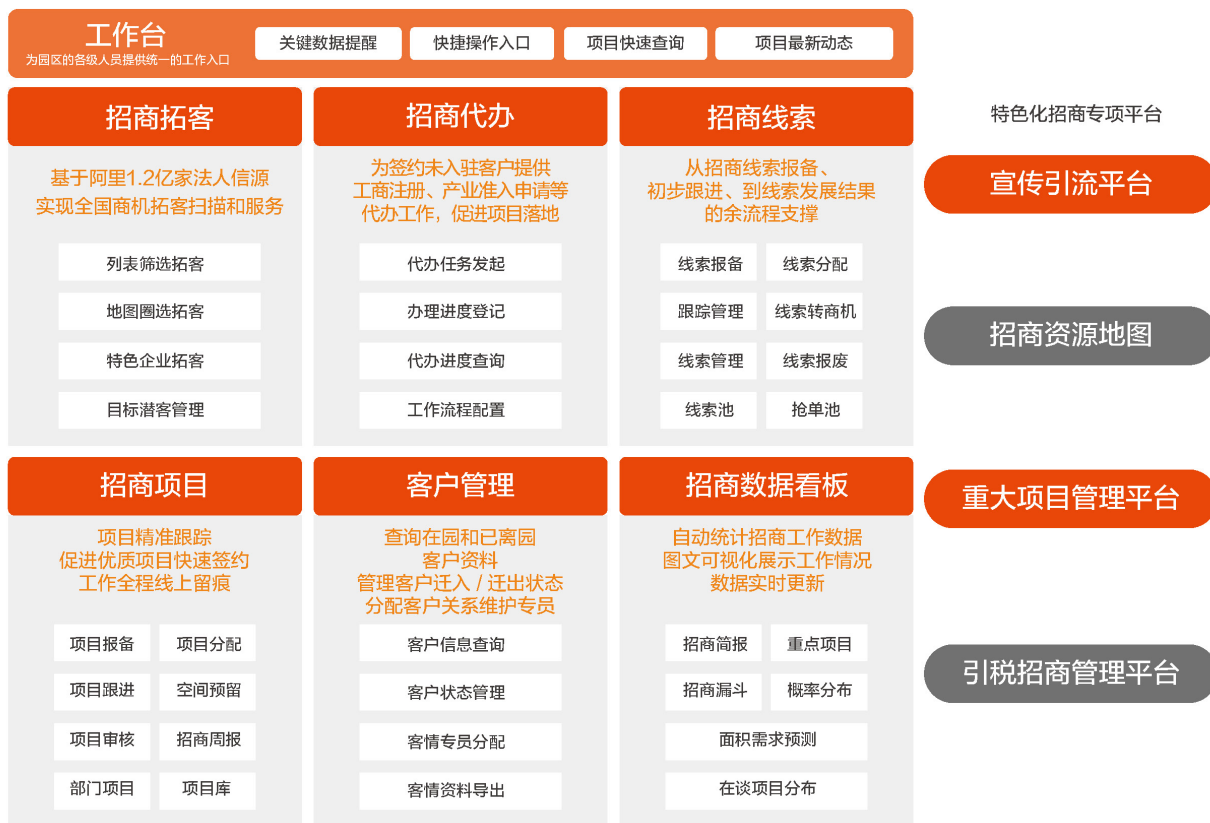 工作台
为园区的各级人员提供统一的工作入口
关键数据提醒
快捷操作入口
项目快速查询
项目最新动态
招商拓客
基于阿里1.2亿家法人信源
实现全国商机拓客扫描和服务
列表筛选拓客
地图圈选拓客
特色企业拓客
目标潜客管理
招商代办
为签约未入驻客户提供
工商注册、产业准入申请等
代办工作，促进项目落地
代办任务发起
办理进度登记
代办进度查询
工作流程配置
招商线索
从招商线索报备、
初步跟进、到线索发展结果
的余流程支撑
线索报备
线索分配
跟踪管理
线索转商机
线索管理
线索报废
线索池
抢单池
招商项目
项目精准跟踪
促进优质项目快速签约
工作全程线上留痕
项目报备
项目分配
项目跟进
空间预留
项目审核
招商周报
部门项目
项目库
客户管理
查询在园和已离园
客户资料
管理客户迁入 / 迁出状态
分配客户关系维护专员
客户信息查询
客户状态管理
客情专员分配
客情资料导出
招商数据看板
自动统计招商工作数据
图文可视化展示工作情况
数据实时更新
招商简报
重点项目
招商漏斗
概率分布
面积需求预测
在谈项目分布
特色化招商专项平台
宣传引流平台
招商资源地图
重大项目管理平台
引税招商管理平台